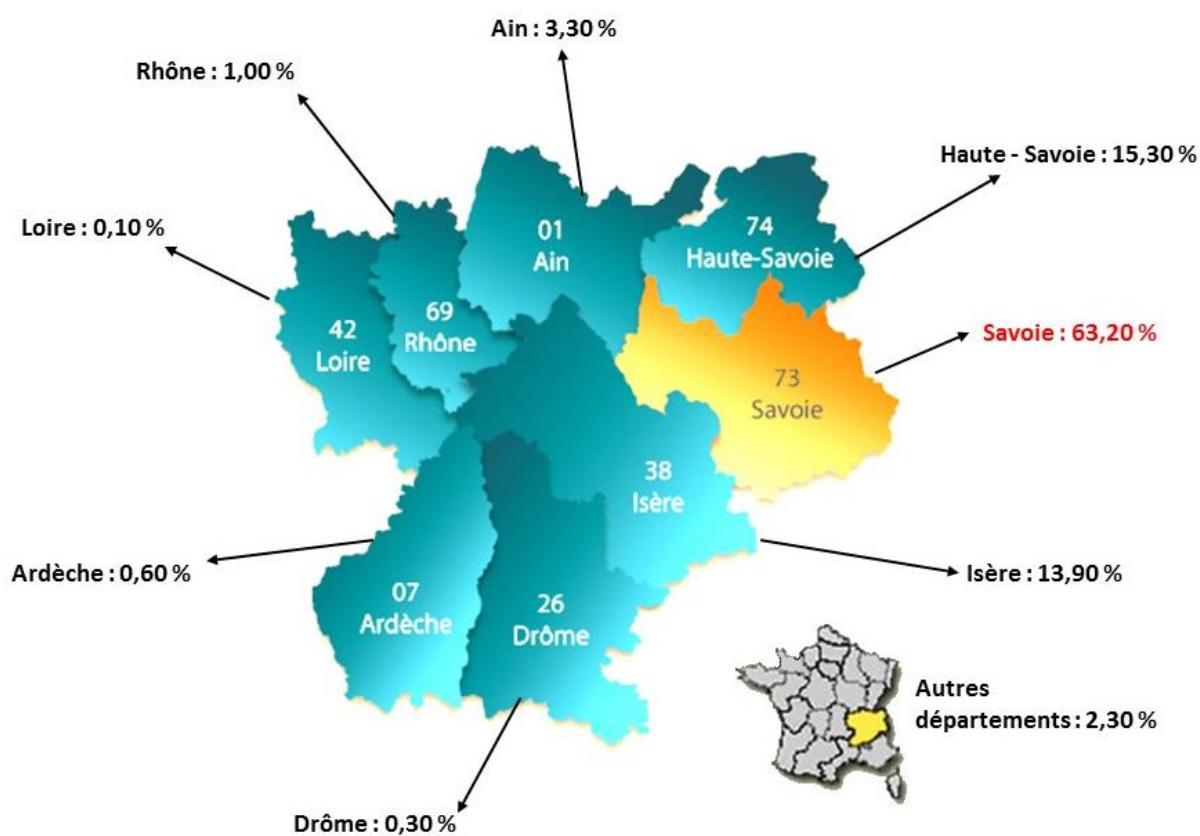 Ain : 3,30 %
Rhône : 1,00 %
Haute - Savoie : 15,30 %
Loire : 0,10 %
01
Ain
74
Haute-Savoie
69
Rhône
42
Loire
Savoie : 63,20 %
73
Savoie
38
Isère
Ardèche : 0,60 %
Isère : 13,90 %
07
Ardèche
26
Drôme
Autres
départements : 2,30 %
Drôme : 0,30 %